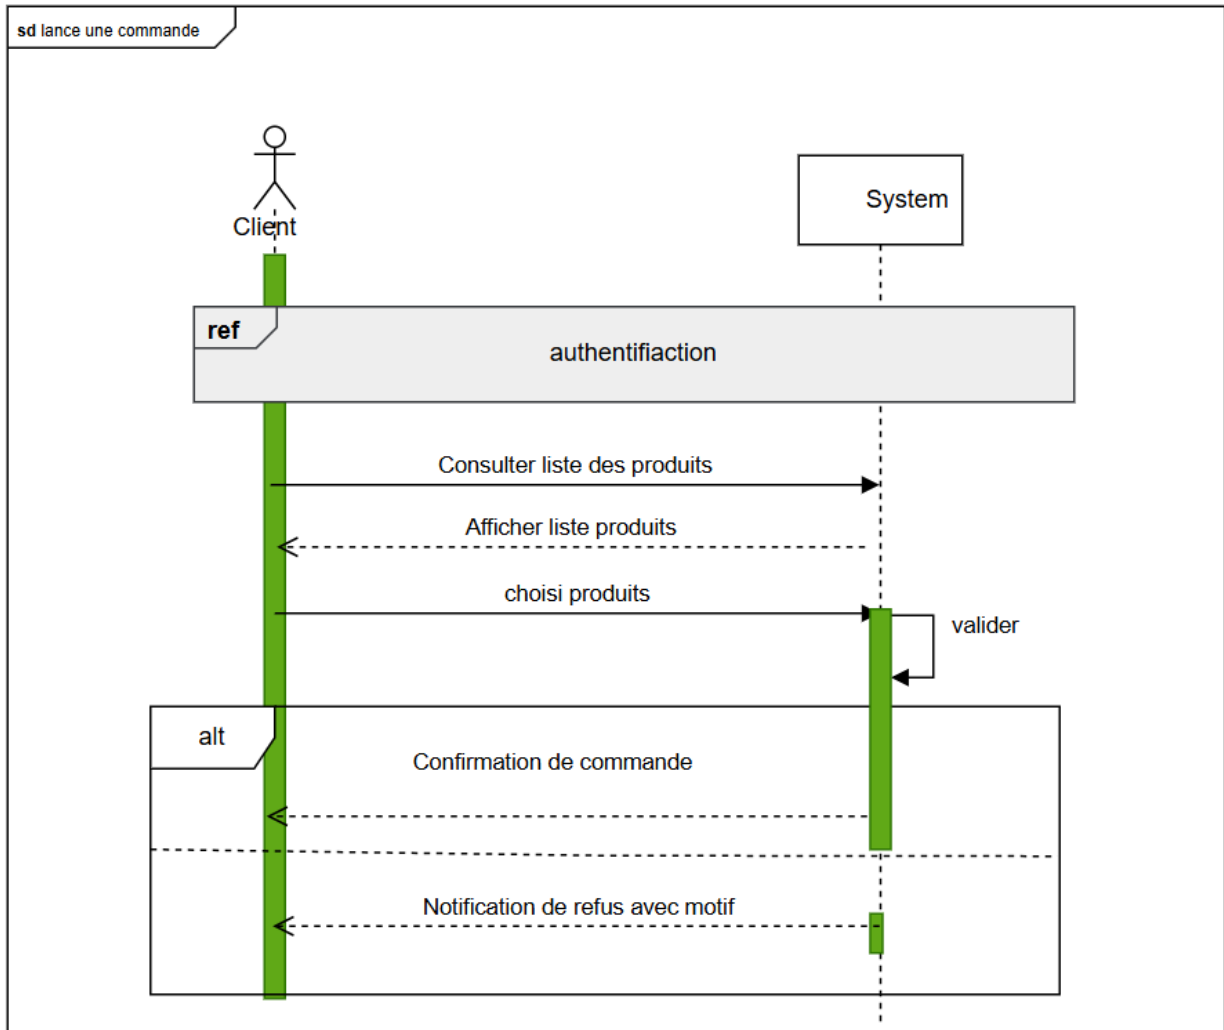 sd lance une commande
Client
System
ref
authentifiaction
Consulter liste des produits
Afficher liste produits
choisi produits
valider
alt
Confirmation de commande
Notification de refus avec motif